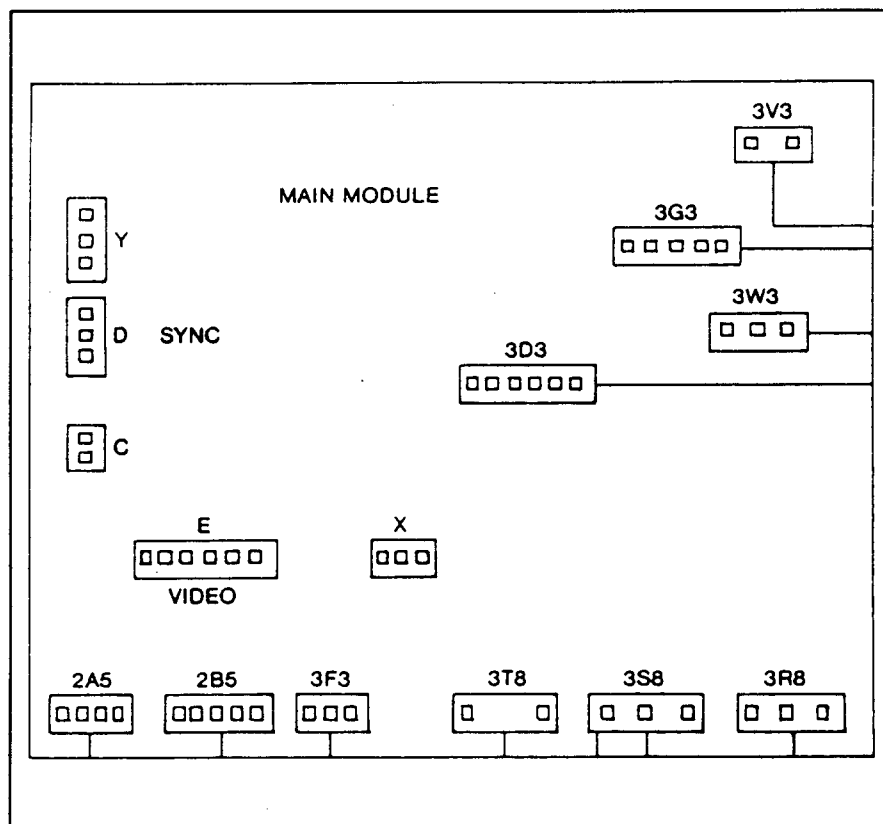 3V3
MAIN MODULE
3G3
Y
3W3
D SYNC
3D3
C
E
X
VIDEO
2A5
2B5
3F3
3T8
3S8
3R8